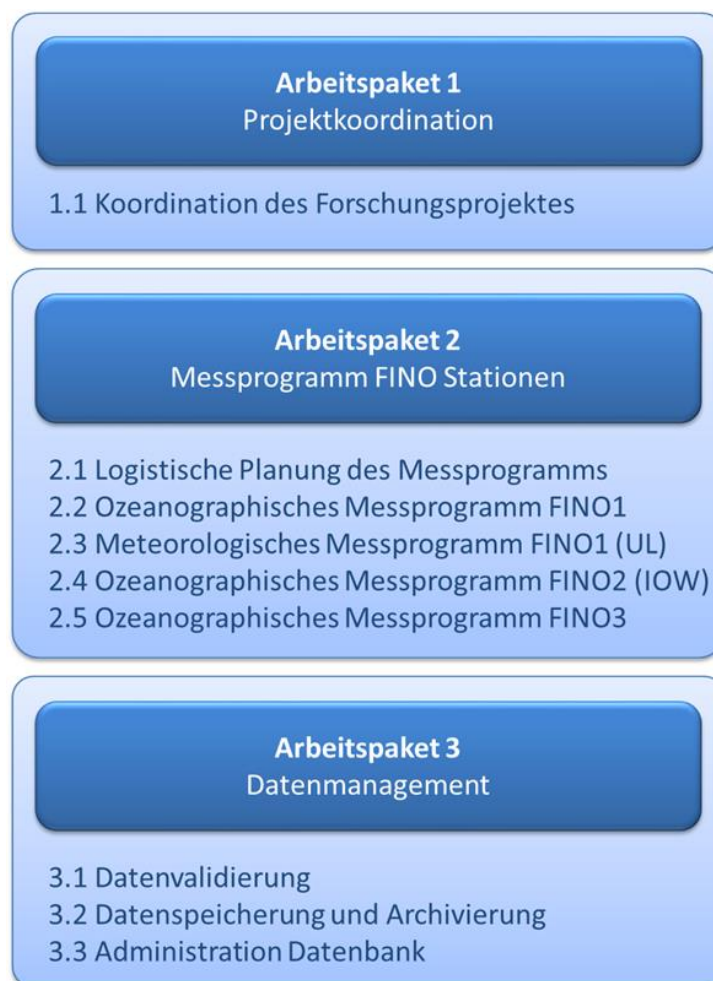 Arbeitspaket 1
Projektkoordination
1.1 Koordination des Forschungsprojektes
Arbeitspaket 2
Messprogramm FINO Stationen
2.1 Logistische Planung des Messprogramms
2.2 Ozeanographisches Messprogramm FINO1
2.3 Meteorologisches Messprogramm FINO1 (UL)
2.4 Ozeanographisches Messprogramm FINO2 (IOW)
2.5 Ozeanographisches Messprogramm FINO3
Arbeitspaket 3
Datenmanagement
3.1 Datenvalidierung
3.2 Datenspeicherung und Archivierung
3.3 Administration Datenbank